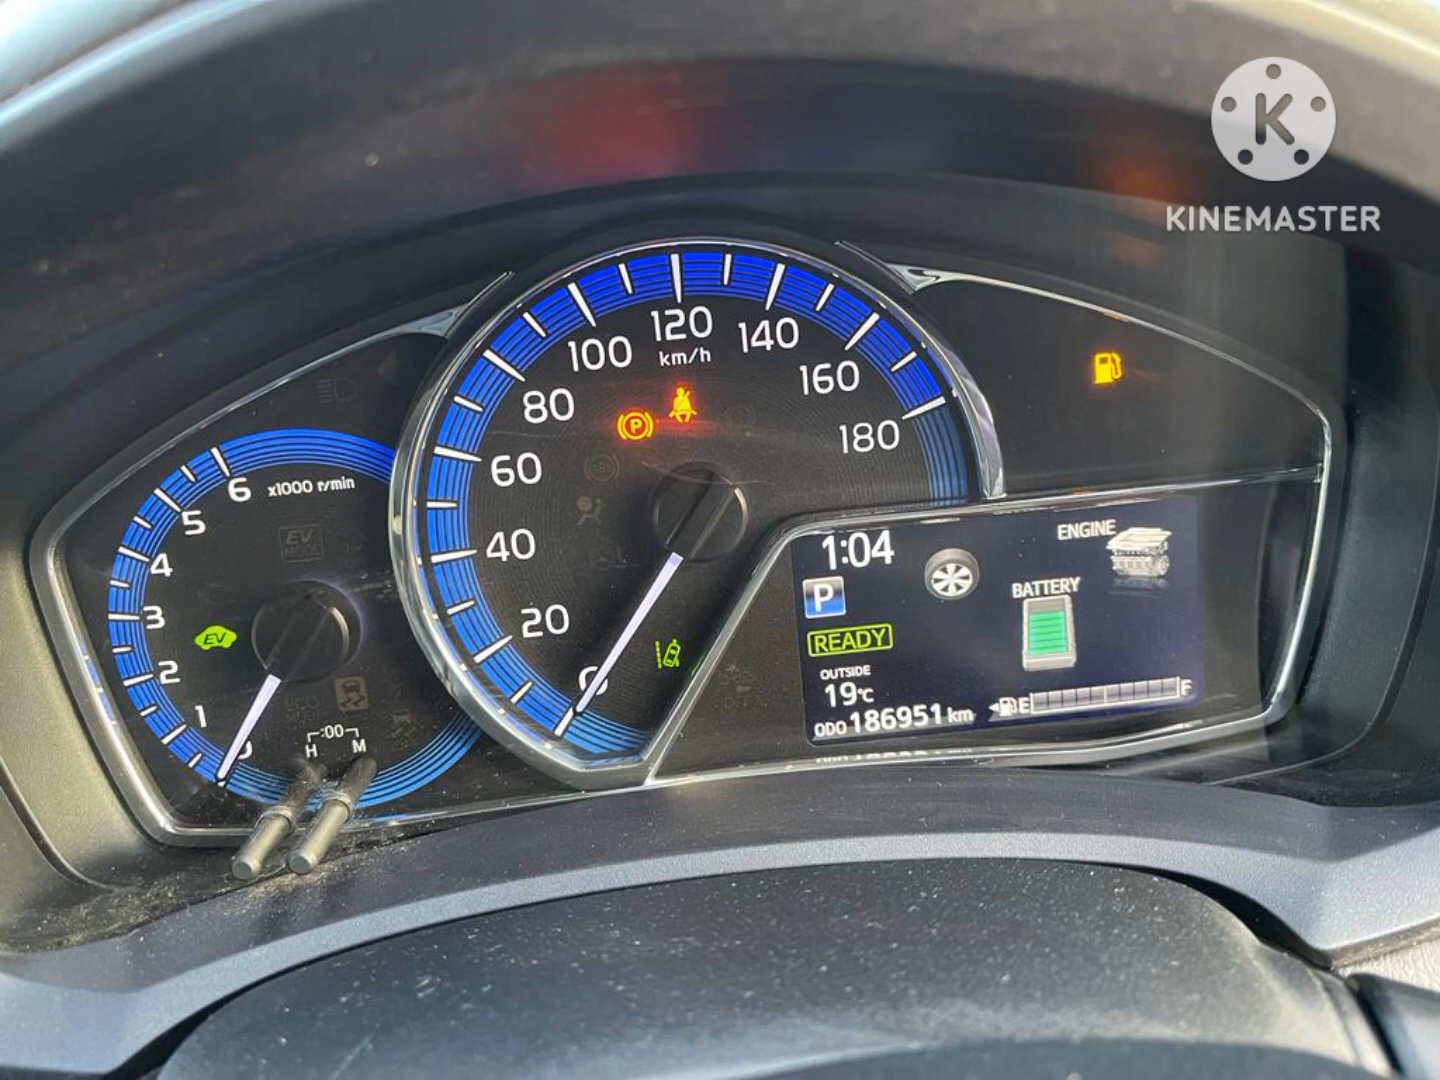 K
KINEMASTER
120
km/h
100
140
80
160
60
180
40
20
0
P
6
x1000 r/min
5
4
3
2
1
0
EV
MODE
EV
:00
H M
1:04
ENGINE
P
BATTERY
READY
OUTSIDE
19℃
ODO 186951 km
E F